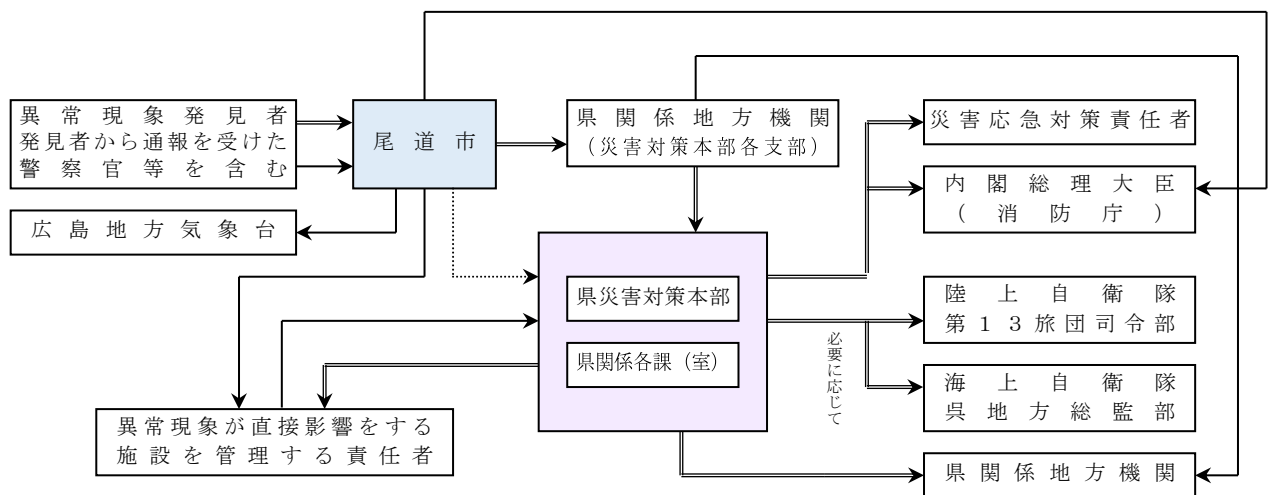 異常現象発見者
発見者から通報を受けた
警察官等を含む
尾道市
県関係地方機関
（災害対策本部各支部）
災害応急対策責任者
内閣総理大臣
（消防庁）
広島地方気象台
県災害対策本部
県関係各課（室）
陸上自衛隊
第１３旅団司令部
必要に応じて
海上自衛隊
呉地方総監部
異常現象が直接影響をする
施設を管理する責任者
県関係地方機関